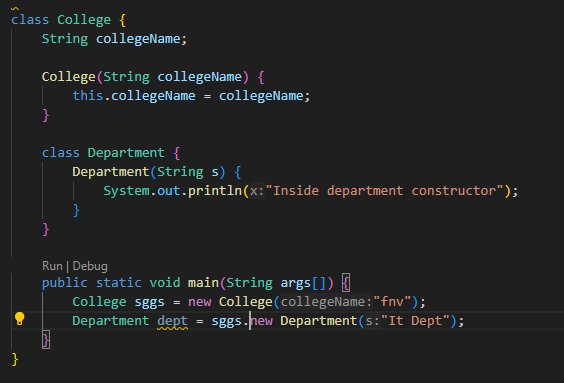 class College {
String collegeName;
College(String collegeName) {
this.collegeName = collegeName;
}
class Department {
Department(String s) {
System.out.println(x:"Inside department constructor");
}
}
Run | Debug
public static void main(String args[]) {
College sggs = new College(collegeName:"fnv");
Department dept = sggs.new Department(s:"It Dept");
}
}